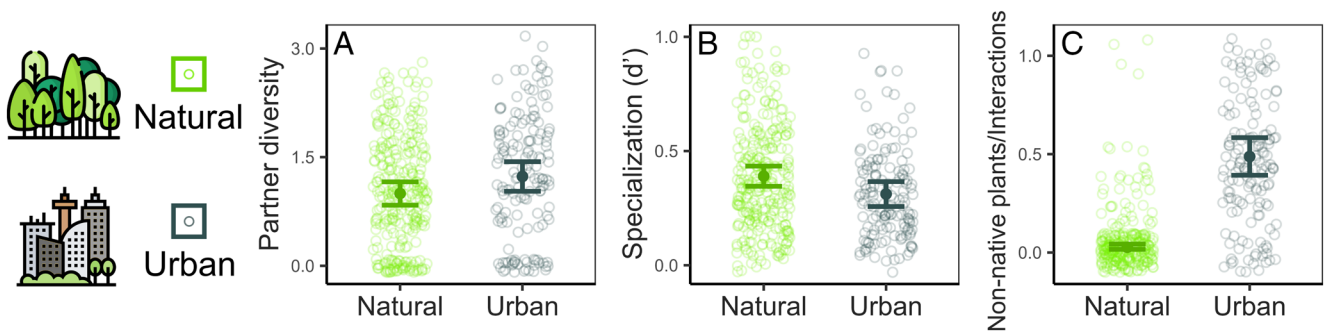 Natural
Urban
A
Partner diversity
3.0
1.5
0.0
Natural Urban
B
Specialization (d’)
1.0
0.5
0.0
Natural Urban
C
Non-native plants/Interactions
1.0
0.5
0.0
Natural Urban